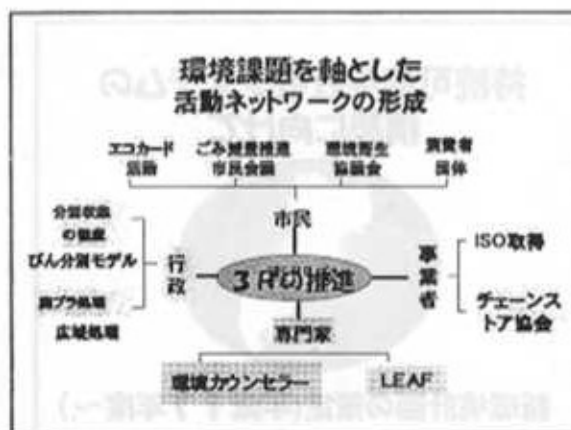 環境課題を軸とした
活動ネットワークの形成
エコカード
活動
ごみ減量推進
市民会議
環境衛生
協議会
消費者
団体
市民
分別状況
の調査
びん分別モデル
廃プラ処理
広域処理
行政
3Rの推進
事業者
ISO取得
チェーンス
トア協会
専門家
環境カウンセラー
LEAF